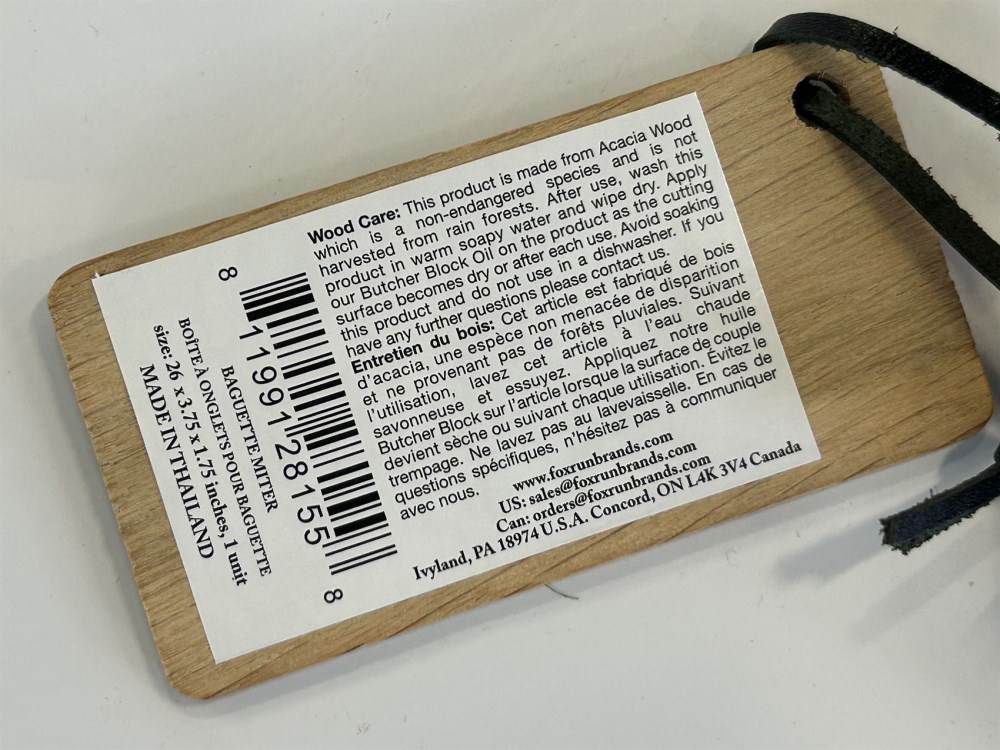 Wood Care: This product is made from Acacia Wood
which is a non-endangered species and is not
harvested from rain forests. After use, wash this
product in warm soapy water and wipe dry. Apply
our Butcher Block Oil on the product as the cutting
surface becomes dry or after each use. Avoid soaking
this product and do not use in a dishwasher. If you
have any further questions please contact us.
Entretien du bois: Cet article est fabriqué de bois
d'acacia, une espèce non menacée de disparition
et ne provenant pas de forêts pluviales. Suivant
l'utilisation, lavez cet article à l'eau chaude
savonneuse et essuyez. Appliquez notre huile
Butcher Block sur l'article lorsque la surface de couple
devient sèche ou suivant chaque utilisation. Évitez le
trempage. Ne lavez pas au lavevaisselle. En cas de
questions spécifiques, n'hésitez pas à communiquer
avec nous.
www.foxrunbrands.com
US: sales@foxrunbrands.com
Can: orders@foxrunbrands.com
Ivyland, PA 18974 U.S.A. Concord, ON L4K 3V4 Canada
8 11991 28155 8
BAGUETTE MITER
BOÎTE À ONGLETS POUR BAGUETTE
size: 26 x 3.75 x 1.75 inches, 1 unit
MADE IN THAILAND